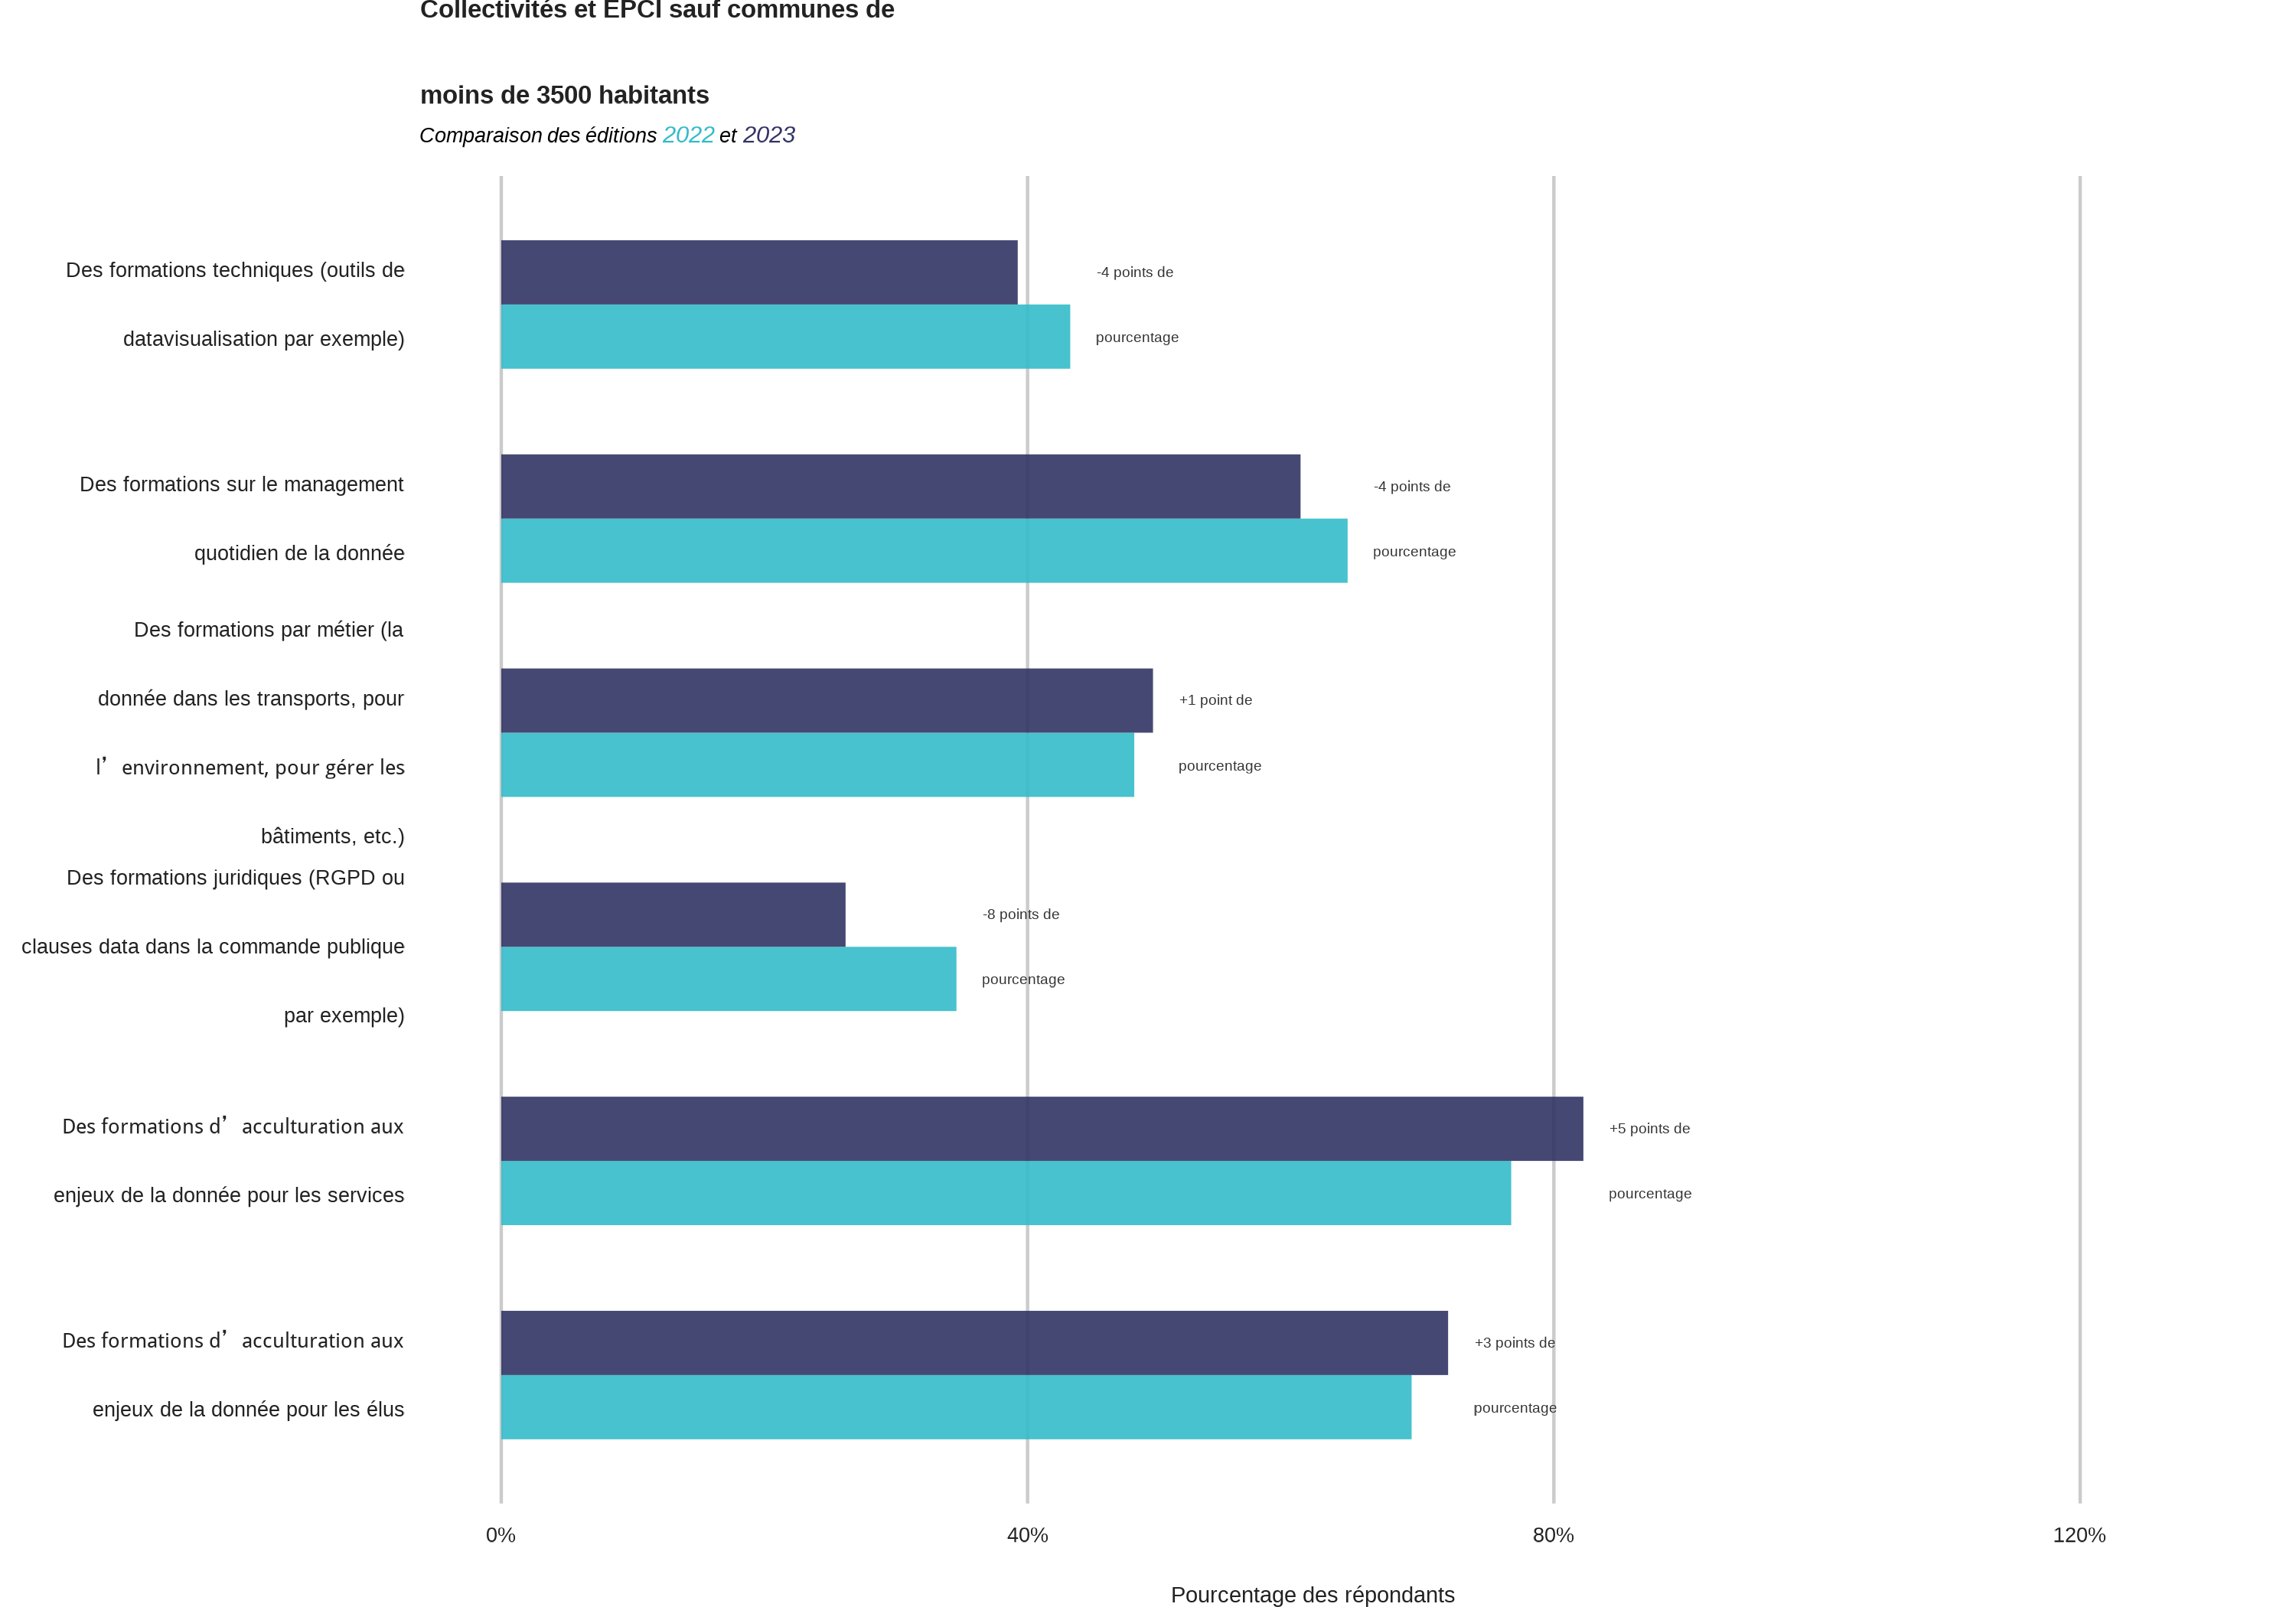 Collectivités et EPCI sauf communes de
moins de 3500 habitants
Comparaison des éditions 2022 et 2023
Des formations techniques (outils de
datavisualisation par exemple)
-4 points de
pourcentage
Des formations sur le management
quotidien de la donnée
-4 points de
pourcentage
Des formations par métier (la
donnée dans les transports, pour
l’environnement, pour gérer les
bâtiments, etc.)
+1 point de
pourcentage
Des formations juridiques (RGPD ou
clauses data dans la commande publique
par exemple)
-8 points de
pourcentage
Des formations d’acculturation aux
enjeux de la donnée pour les services
+5 points de
pourcentage
Des formations d’acculturation aux
enjeux de la donnée pour les élus
+3 points de
pourcentage
0%
40%
80%
120%
Pourcentage des répondants